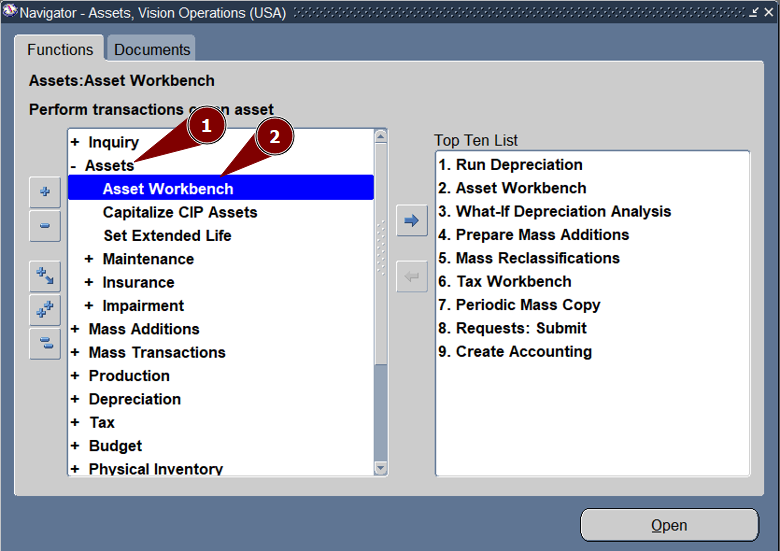 Navigator - Assets, Vision Operations (USA)
Functions
Documents
Assets:Asset Workbench
Perform transactions on an asset
1
2
+ Inquiry
- Assets
Asset Workbench
Capitalize CIP Assets
Set Extended Life
+ Maintenance
+ Insurance
+ Impairment
+ Mass Additions
+ Mass Transactions
+ Production
+ Depreciation
+ Tax
+ Budget
+ Physical Inventory
Top Ten List
1. Run Depreciation
2. Asset Workbench
3. What-If Depreciation Analysis
4. Prepare Mass Additions
5. Mass Reclassifications
6. Tax Workbench
7. Periodic Mass Copy
8. Requests: Submit
9. Create Accounting
Open